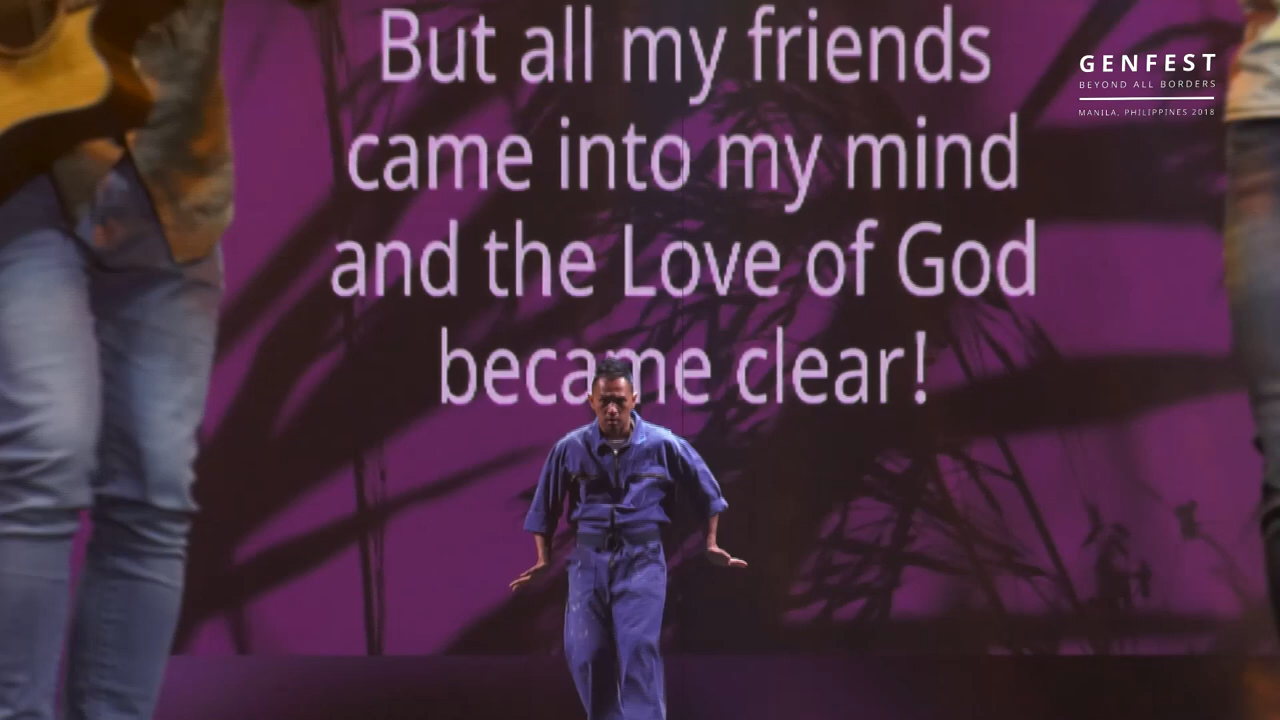 But all my friends
came into my mind
and the Love of God
became clear!
GENFEST
BEYOND ALL BORDERS
MANILA, PHILIPPINES 2018